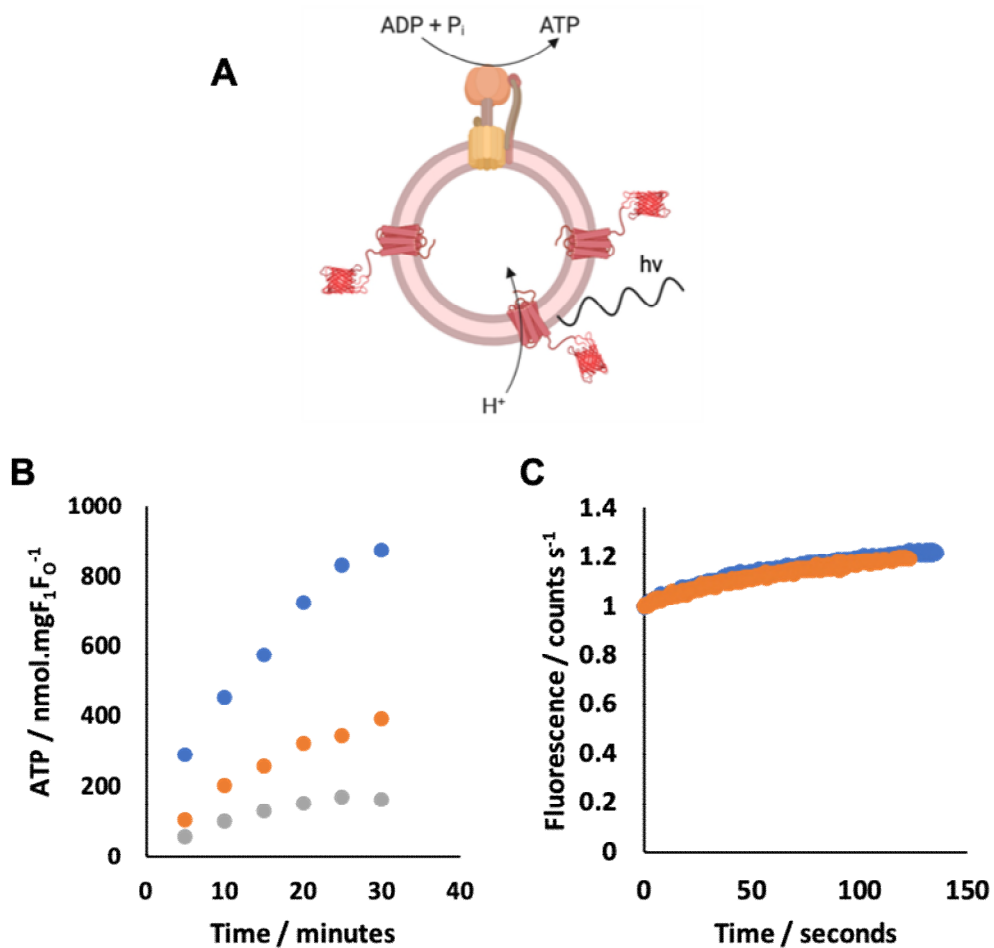 A
ADP + Pᵢ
ATP
hv
H⁺
B
1000
800
600
400
200
0
0 10 20 30 40
ATP / nmol.mgF₁F₀⁻¹
Time / minutes
C
1.4
1.2
1
0.8
0.6
0.4
0.2
0
0 50 100 150
Fluorescence / counts s⁻¹
Time / seconds